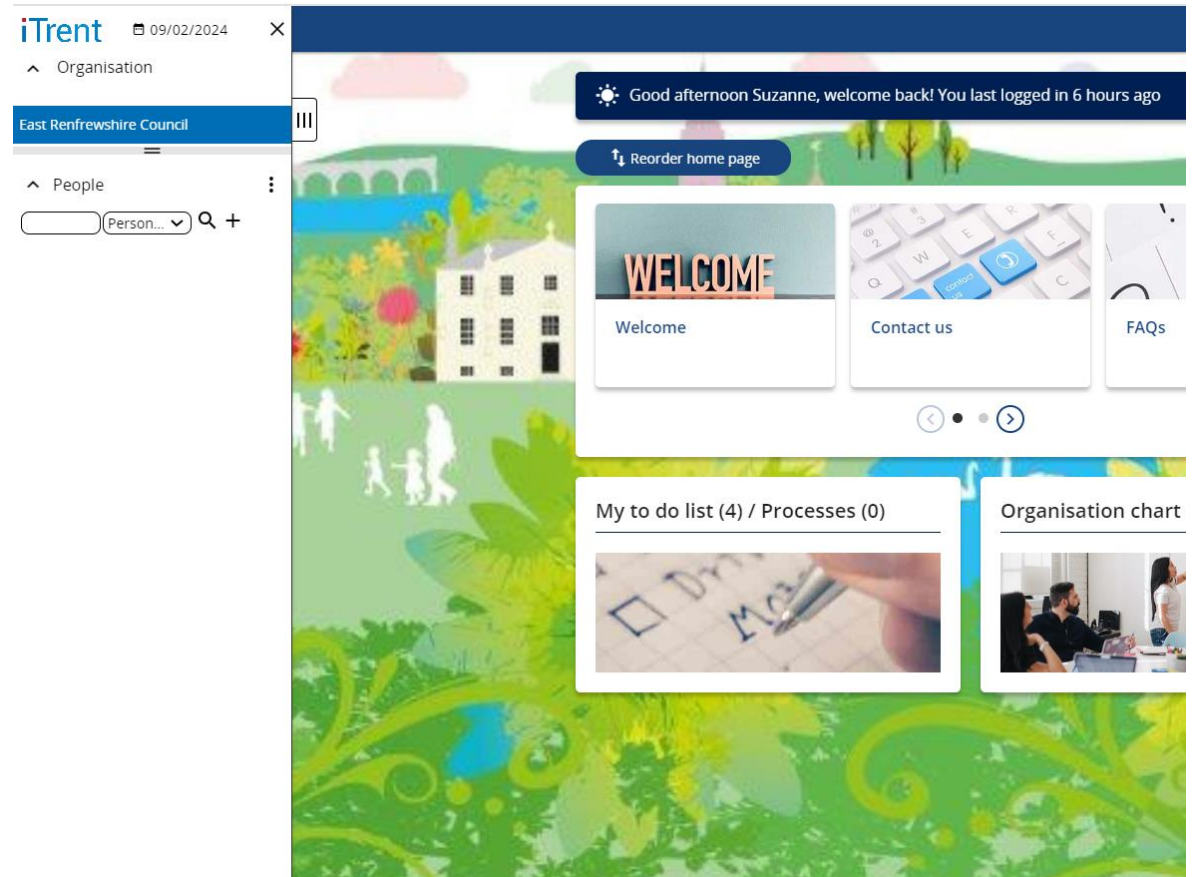 iTrent
09/02/2024
Organisation
East Renfrewshire Council
People
Person...
Good afternoon Suzanne, welcome back! You last logged in 6 hours ago
Reorder home page
WELCOME
Welcome
contact us
Contact us
FAQs
My to do list (4) / Processes (0)
Organisation chart